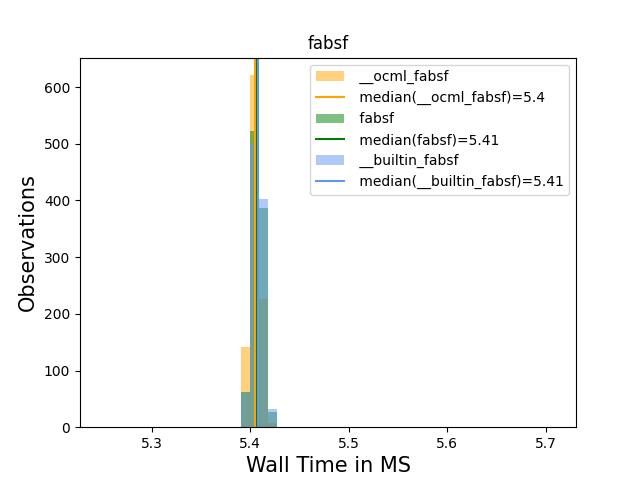 fabsf
__ocml_fabsf
median(__ocml_fabsf)=5.4
fabsf
median(fabsf)=5.41
__builtin_fabsf
median(__builtin_fabsf)=5.41
600
500
400
300
200
100
0
Observations
5.3 5.4 5.5 5.6 5.7
Wall Time in MS